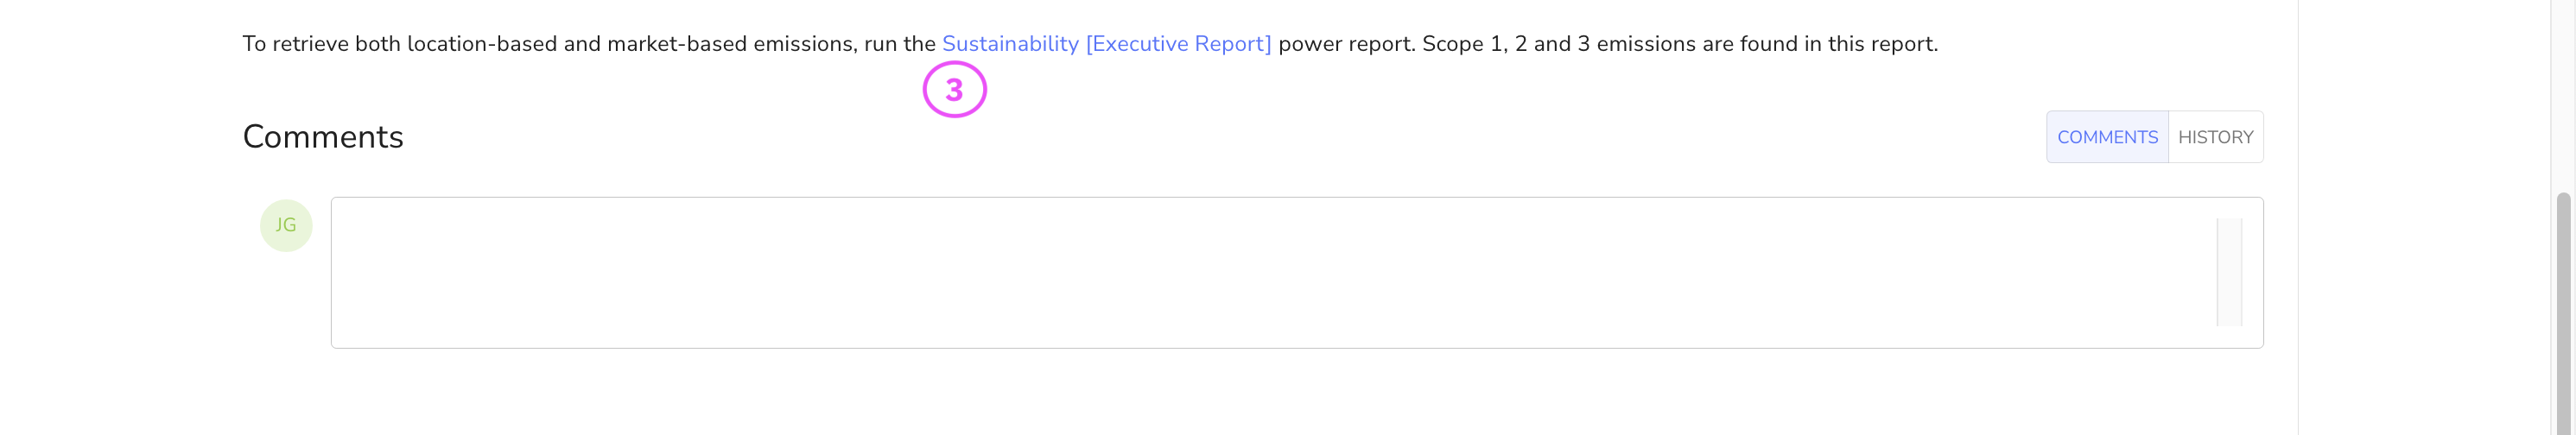 To retrieve both location-based and market-based emissions, run the Sustainability [Executive Report] power report. Scope 1, 2 and 3 emissions are found in this report.
3
Comments
COMMENTS HISTORY
JG